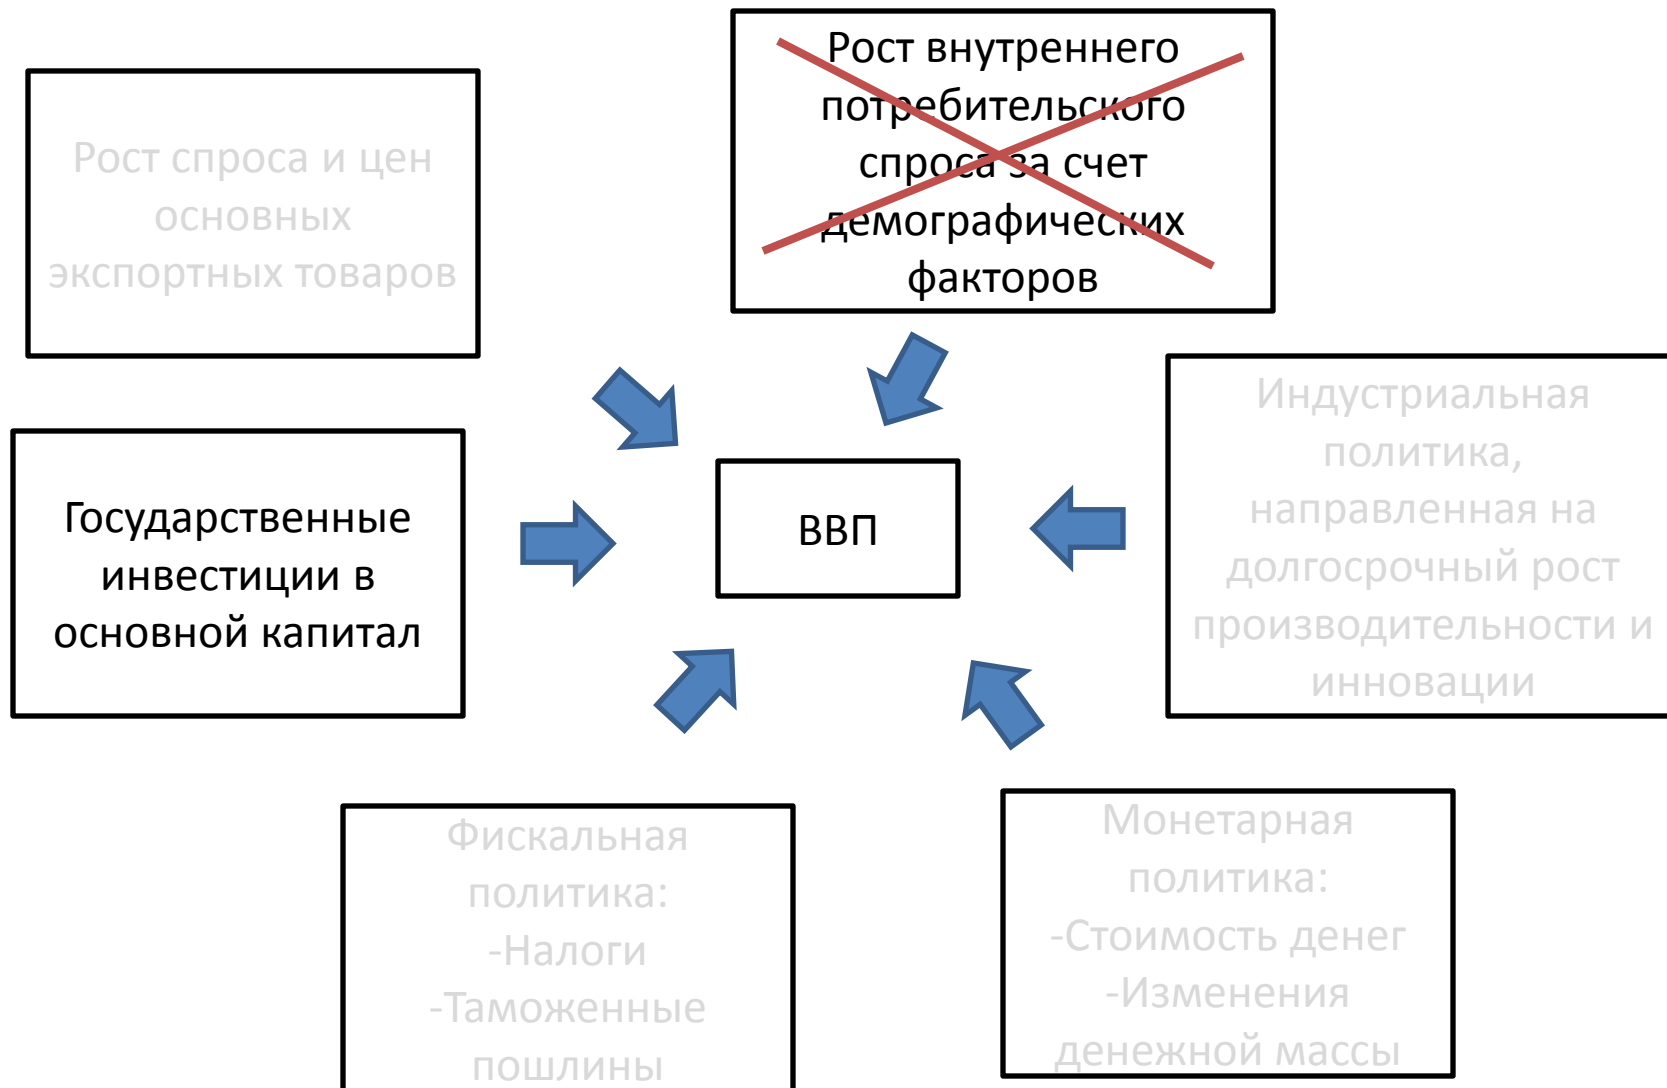 Рост внутреннего
потребительского
спроса за счет
демографических
факторов
Рост спроса и цен
основных
экспортных товаров
Индустриальная
политика,
направленная на
долгосрочный рост
производительности и
инновации
Государственные
инвестиции в
основной капитал
ВВП
Фискальная
политика:
-Налоги
-Таможенные
пошлины
Монетарная
политика:
-Стоимость денег
-Изменения
денежной массы